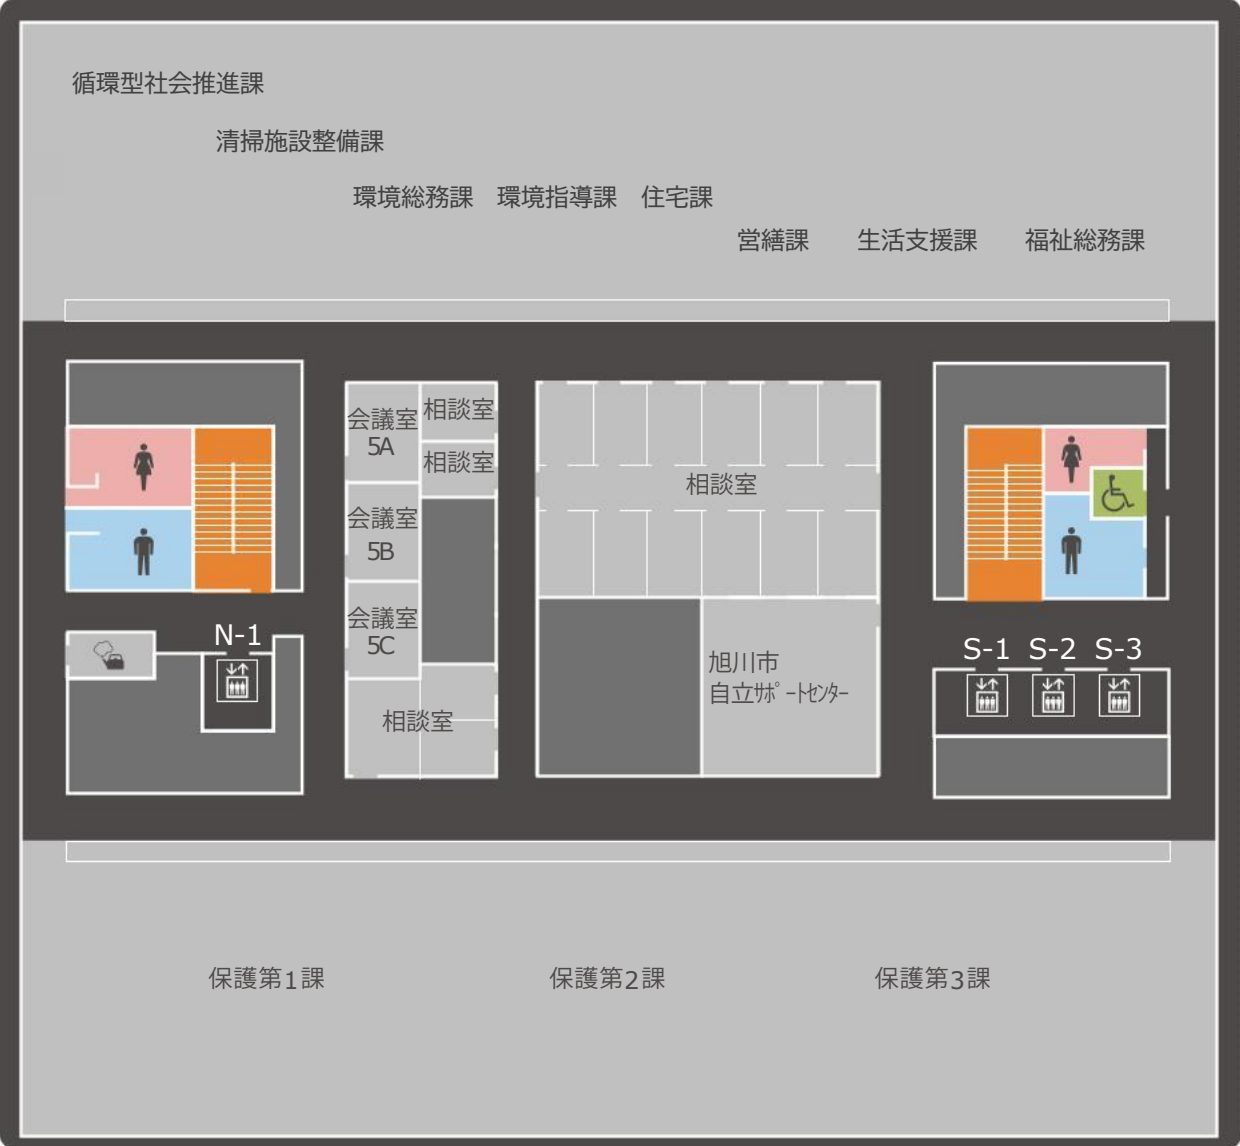 循環型社会推進課
清掃施設整備課
環境総務課 環境指導課 住宅課
営繕課 生活支援課 福祉総務課
会議室
5A
相談室
相談室
会議室
5B
会議室
5C
相談室
相談室
旭川市
自立ｻﾎﾟｰﾄｾﾝﾀｰ
N-1
S-1 S-2 S-3
保護第1課 保護第2課 保護第3課